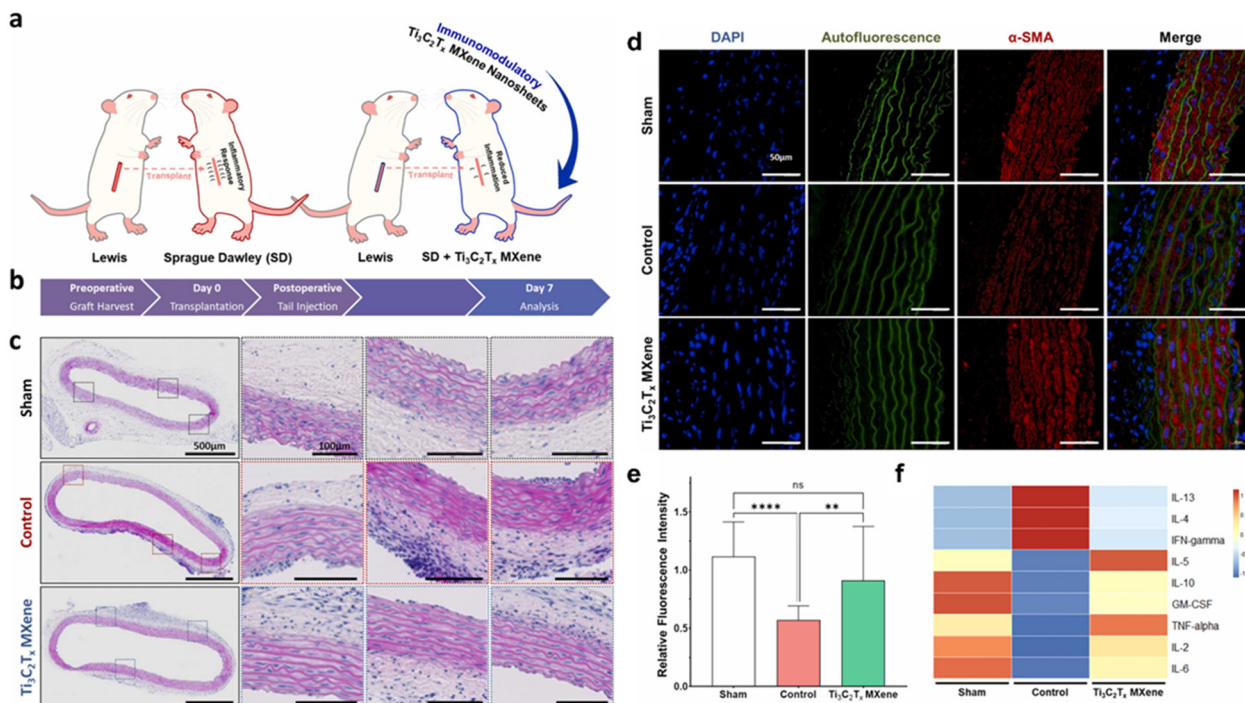 a
Immunomodulatory
Ti₃C₂Tₓ MXene Nanosheets
Inflammatory
Response
Transplant
Reduced
Inflammation
Transplant
Lewis
Sprague Dawley (SD)
Lewis
SD + Ti₃C₂Tₓ MXene
b
Preoperative
Graft Harvest
Day 0
Transplantation
Postoperative
Tail Injection
Day 7
Analysis
c
Sham
500μm
100μm
Control
Ti₃C₂Tₓ MXene
d
DAPI
Autofluorescence
α-SMA
Merge
Sham
50μm
Control
Ti₃C₂Tₓ MXene
e
Relative Fluorescence Intensity
1.5
1.0
0.5
0.0
ns
****
**
Sham
Control
Ti₃C₂Tₓ MXene
f
IL-13
IL-4
IFN-gamma
IL-5
IL-10
GM-CSF
TNF-alpha
IL-2
IL-6
Sham
Control
Ti₃C₂Tₓ MXene